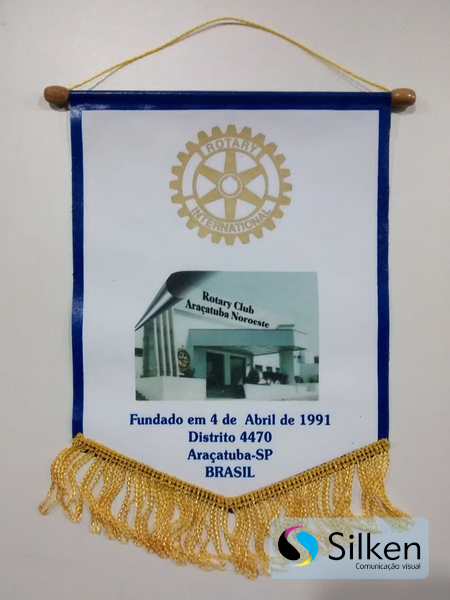 ROTARY
INTERNATIONAL
Rotary Club
Araçatuba Noroeste
Fundado em 4 de Abril de 1991
Distrito 4470
Araçatuba-SP
BRASIL
Silken
Comunicação visual